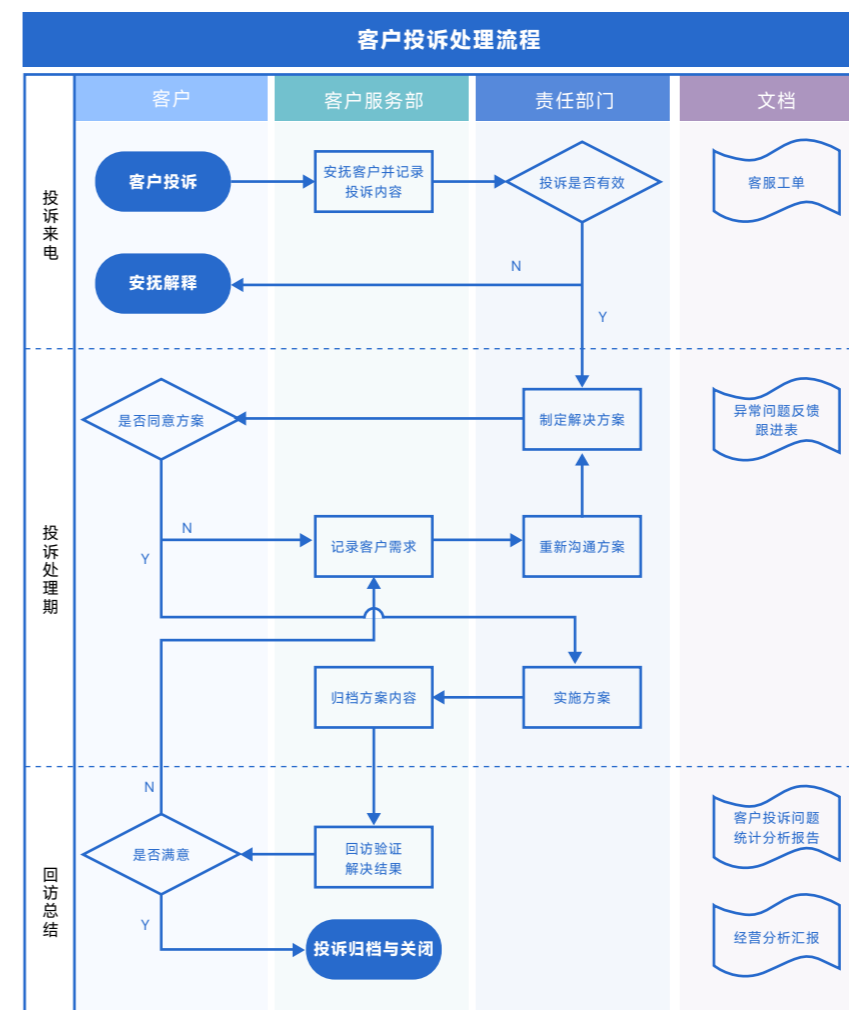 客户投诉处理流程
客户
客户服务部
责任部门
文档
投诉来电
客户投诉
安抚客户并记录
投诉内容
投诉是否有效
客服工单
N
安抚解释
Y
投诉处理期
是否同意方案
制定解决方案
异常问题反馈
跟进表
N
Y
记录客户需求
重新沟通方案
归档方案内容
实施方案
回访总结
N
是否满意
回访验证
解决结果
客户投诉问题
统计分析报告
Y
投诉归档与关闭
经营分析汇报